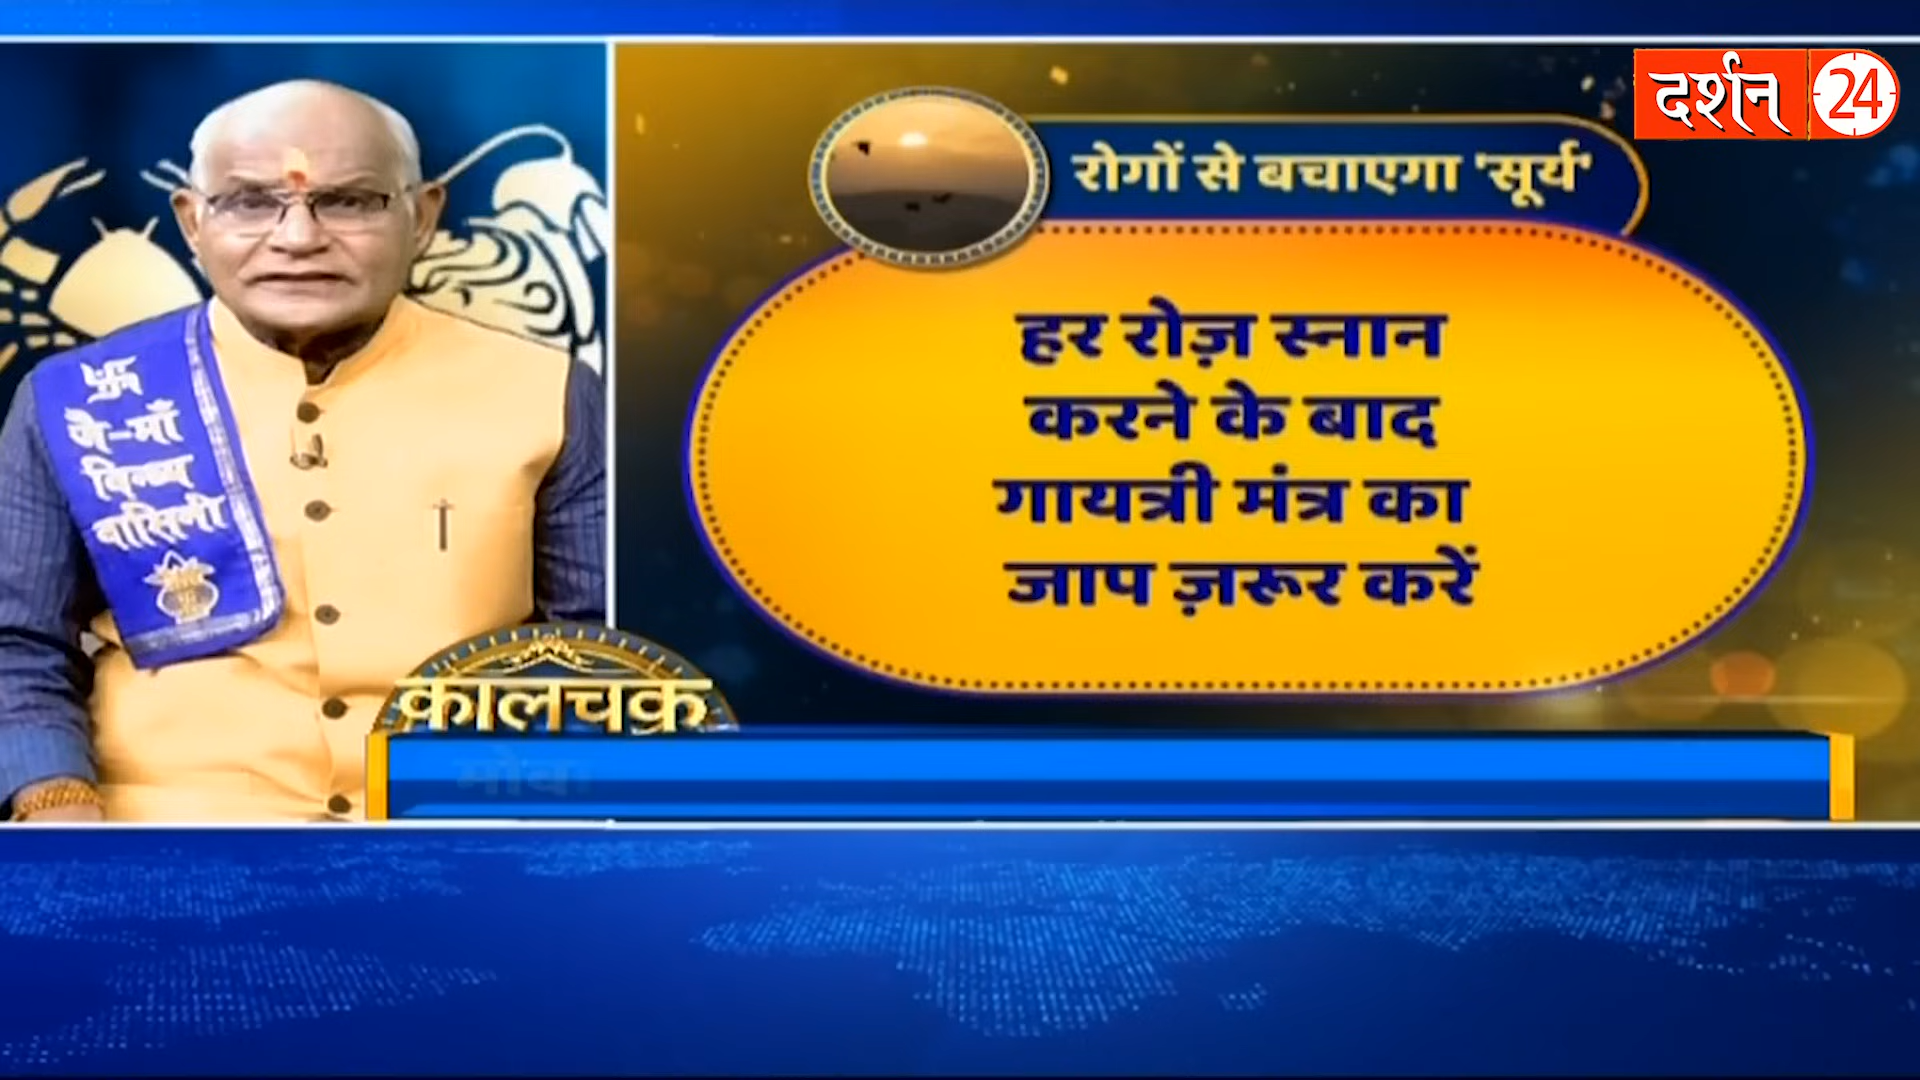 दर्शन 24
रोगों से बचाएगा 'सूर्य'
हर रोज़ स्नान
करने के बाद
गायत्री मंत्र का
जाप ज़रूर करें
जै-माँ
विन्ध्य
वासिनी
कालचक्र